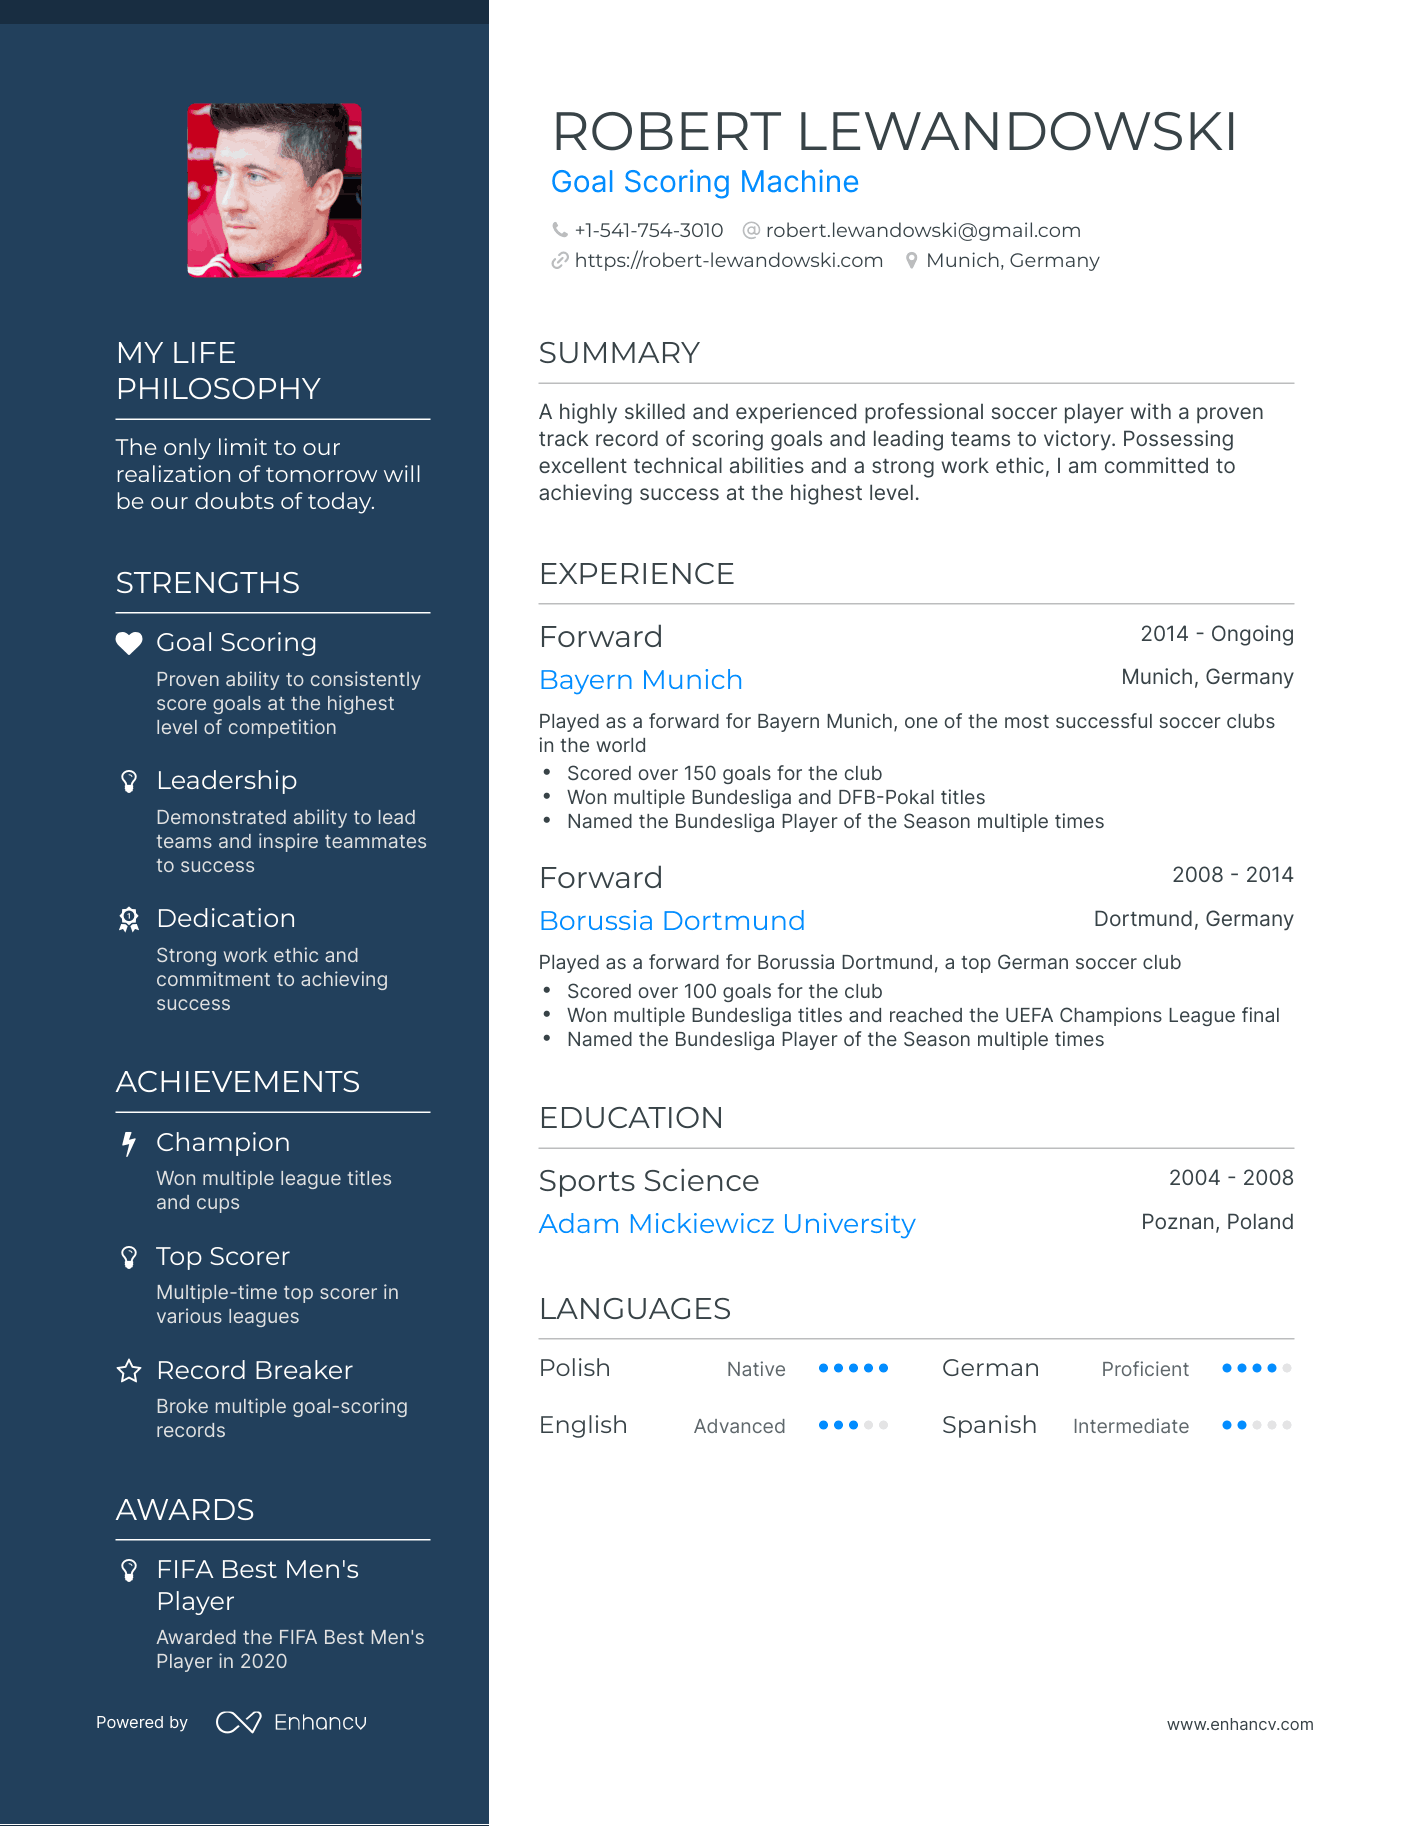 ROBERT LEWANDOWSKI
Goal Scoring Machine
+1-541-754-3010 @ robert.lewandowski@gmail.com
https://robert-lewandowski.com Munich, Germany
MY LIFE
PHILOSOPHY
The only limit to our
realization of tomorrow will
be our doubts of today.
STRENGTHS
Goal Scoring
Proven ability to consistently
score goals at the highest
level of competition
Leadership
Demonstrated ability to lead
teams and inspire teammates
to success
Dedication
Strong work ethic and
commitment to achieving
success
ACHIEVEMENTS
Champion
Won multiple league titles
and cups
Top Scorer
Multiple-time top scorer in
various leagues
Record Breaker
Broke multiple goal-scoring
records
AWARDS
FIFA Best Men's
Player
Awarded the FIFA Best Men's
Player in 2020
SUMMARY
A highly skilled and experienced professional soccer player with a proven
track record of scoring goals and leading teams to victory. Possessing
excellent technical abilities and a strong work ethic, I am committed to
achieving success at the highest level.
EXPERIENCE
Forward 2014 - Ongoing
Bayern Munich Munich, Germany
Played as a forward for Bayern Munich, one of the most successful soccer clubs
in the world
• Scored over 150 goals for the club
• Won multiple Bundesliga and DFB-Pokal titles
• Named the Bundesliga Player of the Season multiple times
Forward 2008 - 2014
Borussia Dortmund Dortmund, Germany
Played as a forward for Borussia Dortmund, a top German soccer club
• Scored over 100 goals for the club
• Won multiple Bundesliga titles and reached the UEFA Champions League final
• Named the Bundesliga Player of the Season multiple times
EDUCATION
Sports Science 2004 - 2008
Adam Mickiewicz University Poznan, Poland
LANGUAGES
Polish Native German Proficient
English Advanced Spanish Intermediate
Powered by Enhancv
www.enhancv.com